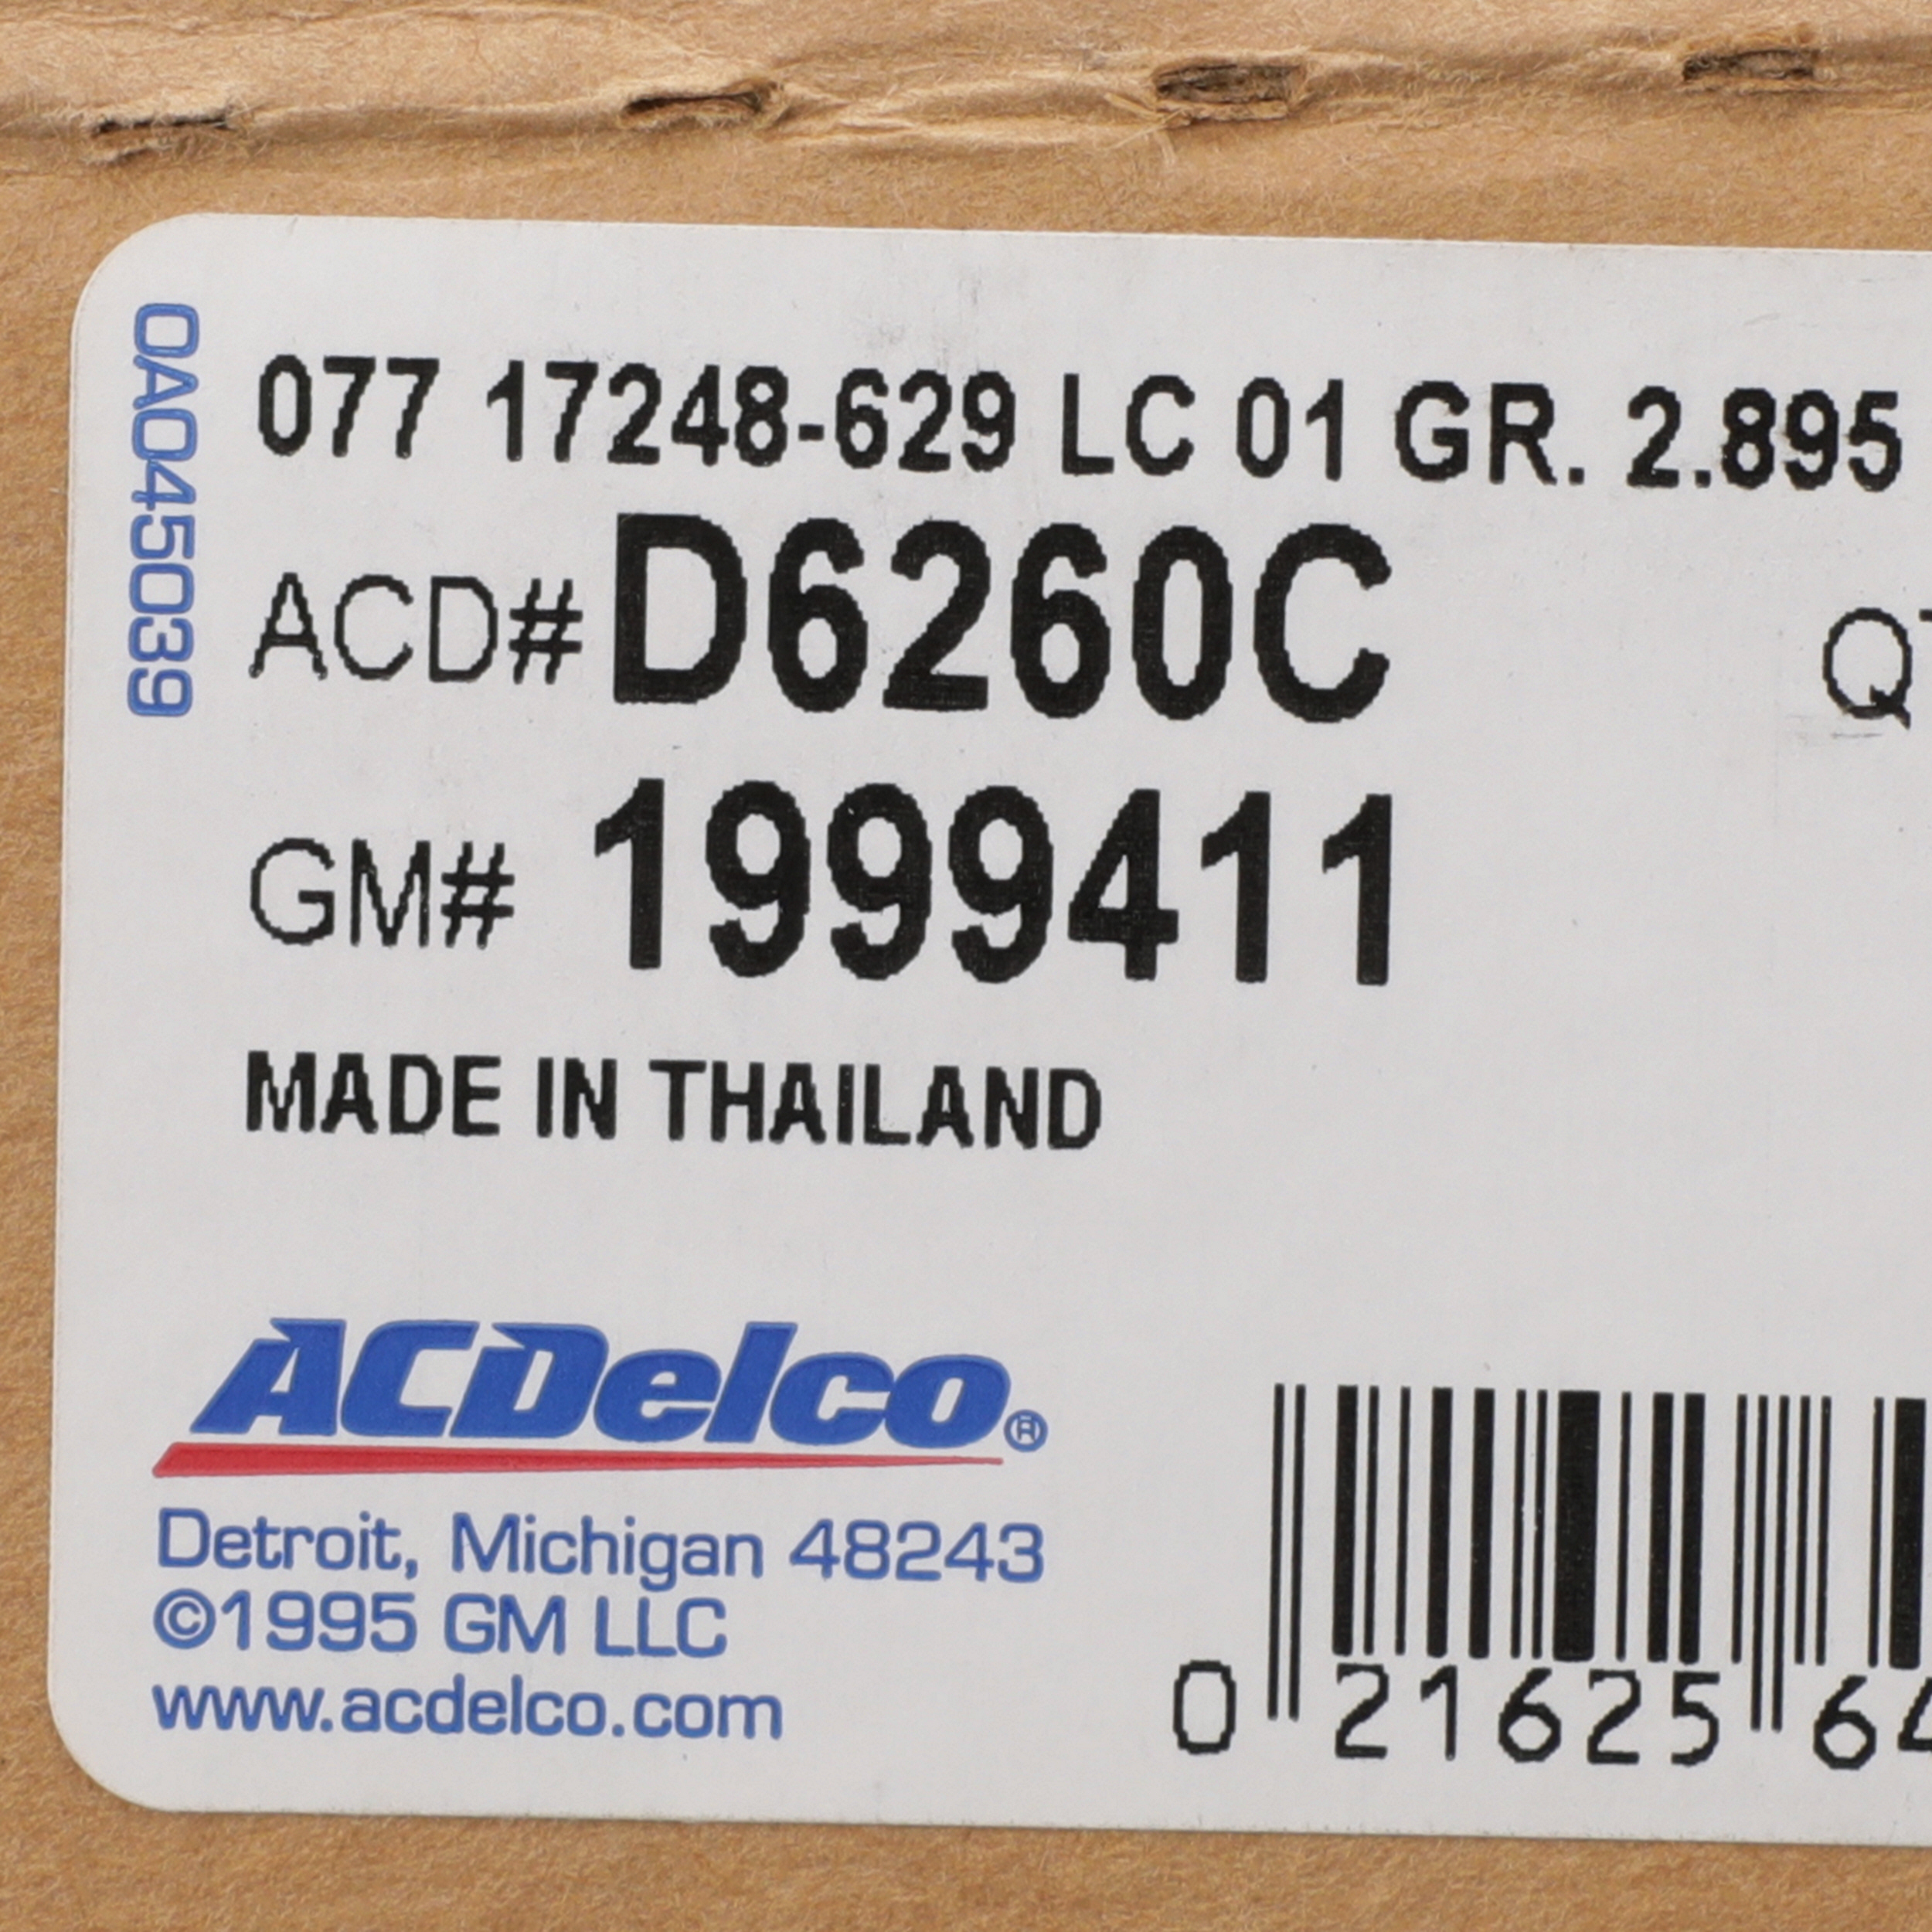 0A045039
077 17248-629 LC 01 GR. 2.895
ACD# D6260C
GM# 1999411
MADE IN THAILAND
ACDelco®
Detroit, Michigan 48243
©1995 GM LLC
www.acdelco.com
0 21625 6